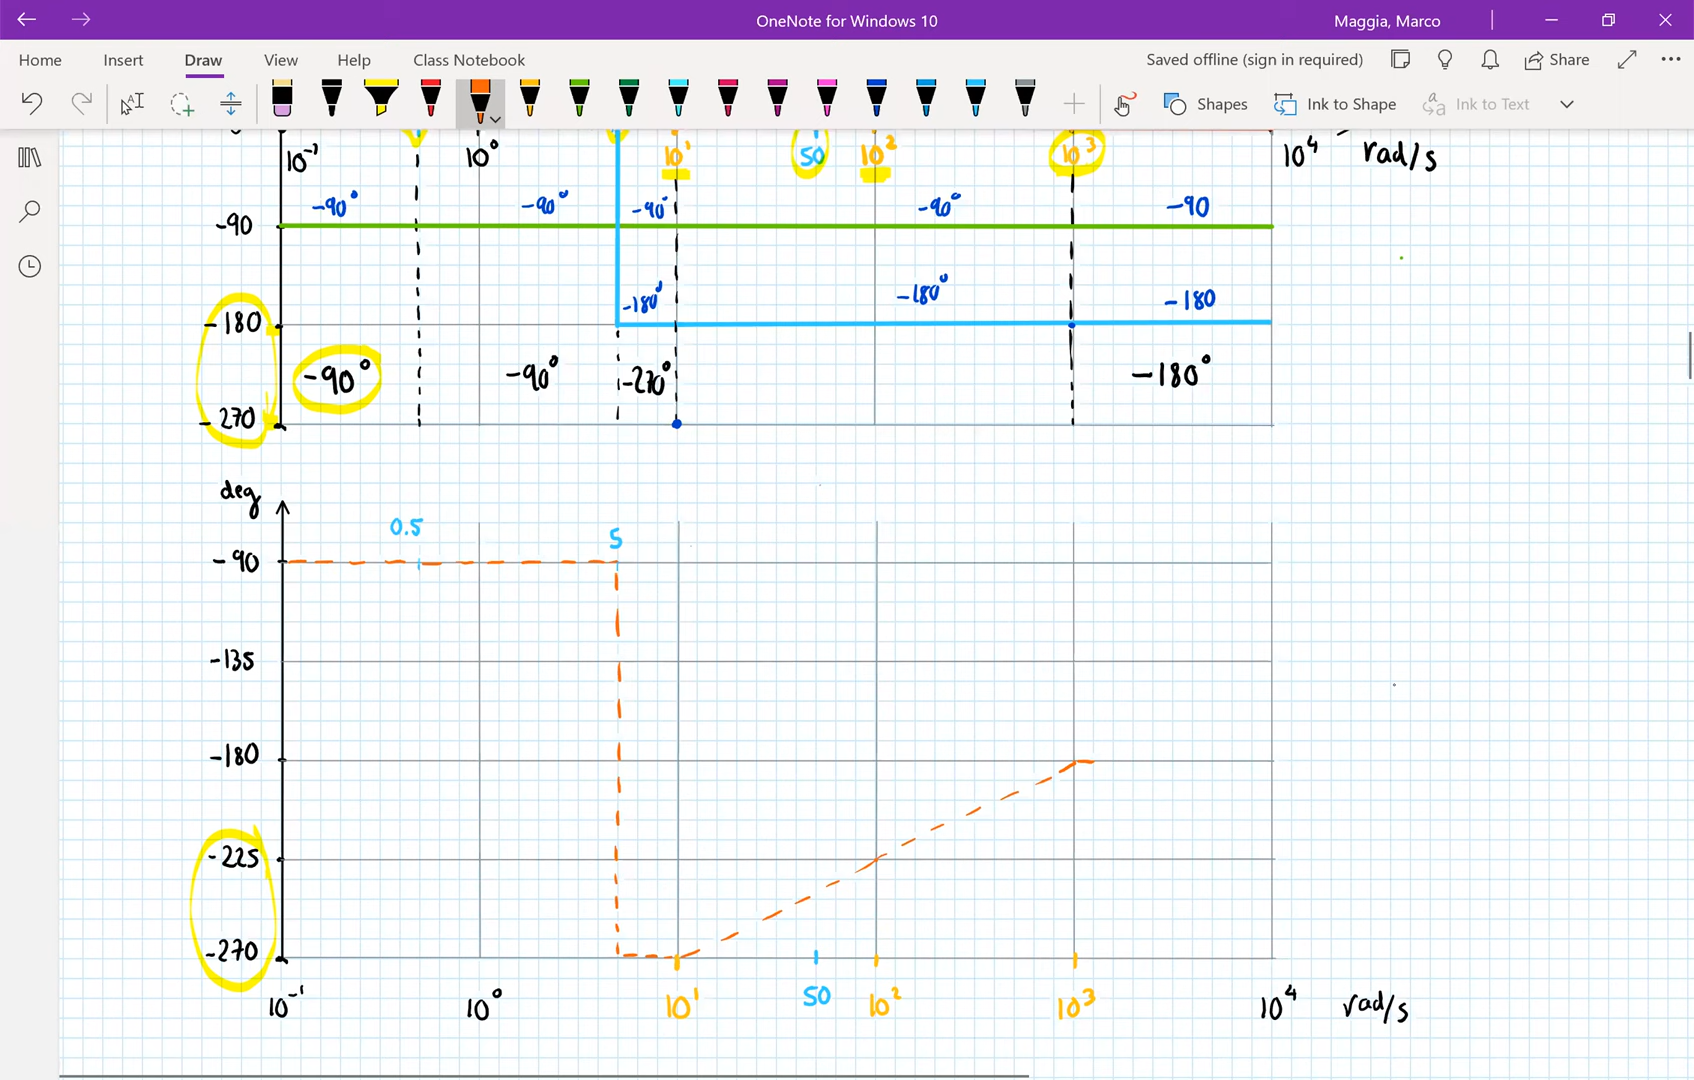 OneNote for Windows 10
Maggia, Marco
Home Insert Draw View Help Class Notebook
Saved offline (sign in required) Share
Shapes Ink to Shape Ink to Text
10⁻¹ 10⁰ 10¹ 50 10² 10³ 10⁴ rad/s
-90° -90° -90° -90° -90
-90
-180° -180° -180
-180
-90° -90° -270° -180°
-270
deg
0.5 5
-90
-135
-180
-225
-270
10⁻¹ 10⁰ 10¹ 50 10² 10³ 10⁴ rad/s